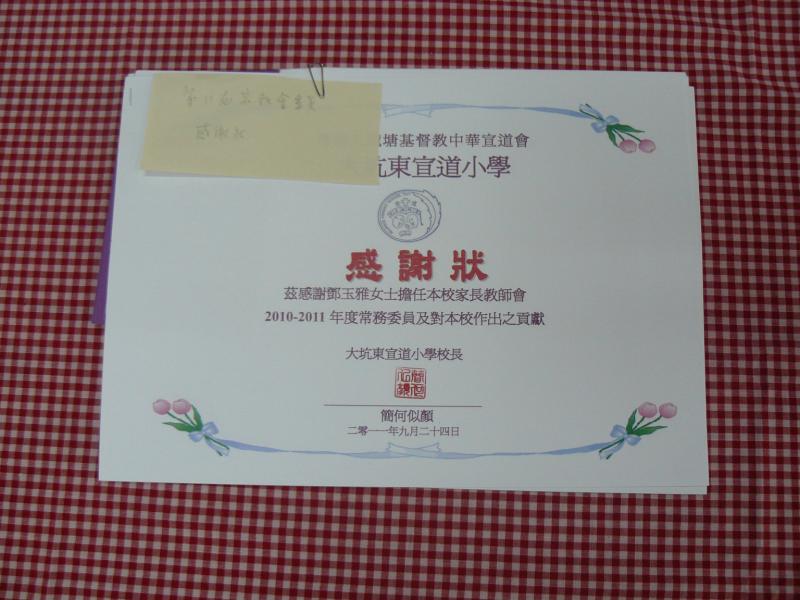 感謝狀
塘基督教中華宣道會
大坑東宣道小學
感謝狀
茲感謝鄧玉雅女士擔任本校家長教師會
2010-2011 年度常務委員及對本校作出之貢獻
大坑東宣道小學校長
簡何似顏
二零一一年九月二十四日